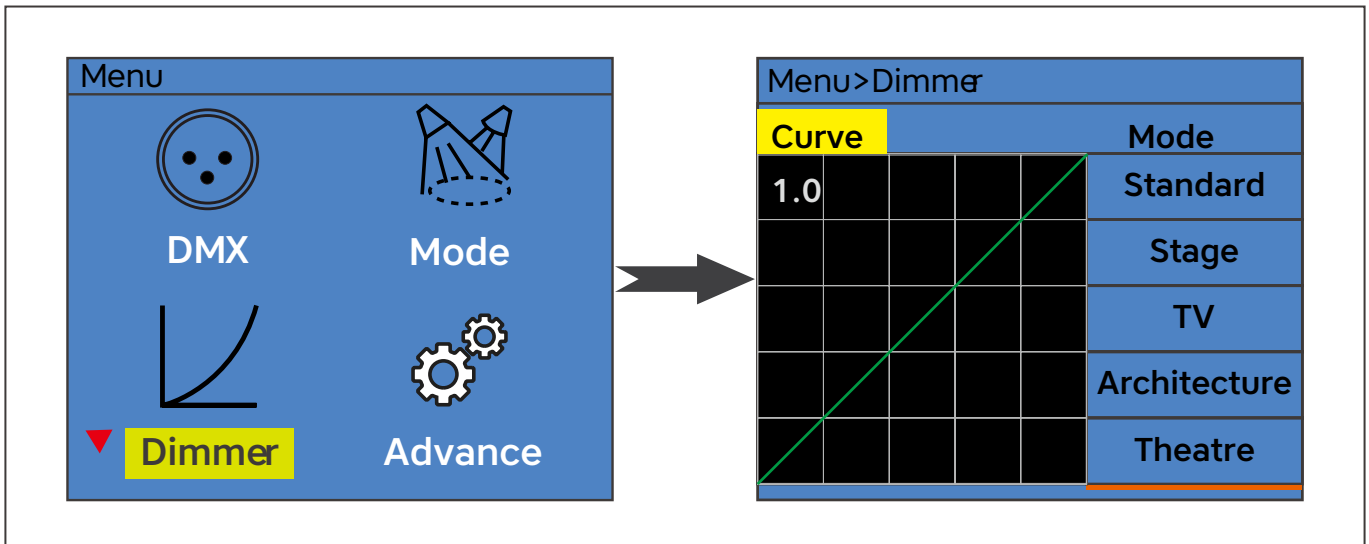 Menu
DMX
Mode
Dimmer
Advance
Menu>Dimmer
Curve
Mode
1.0
Standard
Stage
TV
Architecture
Theatre